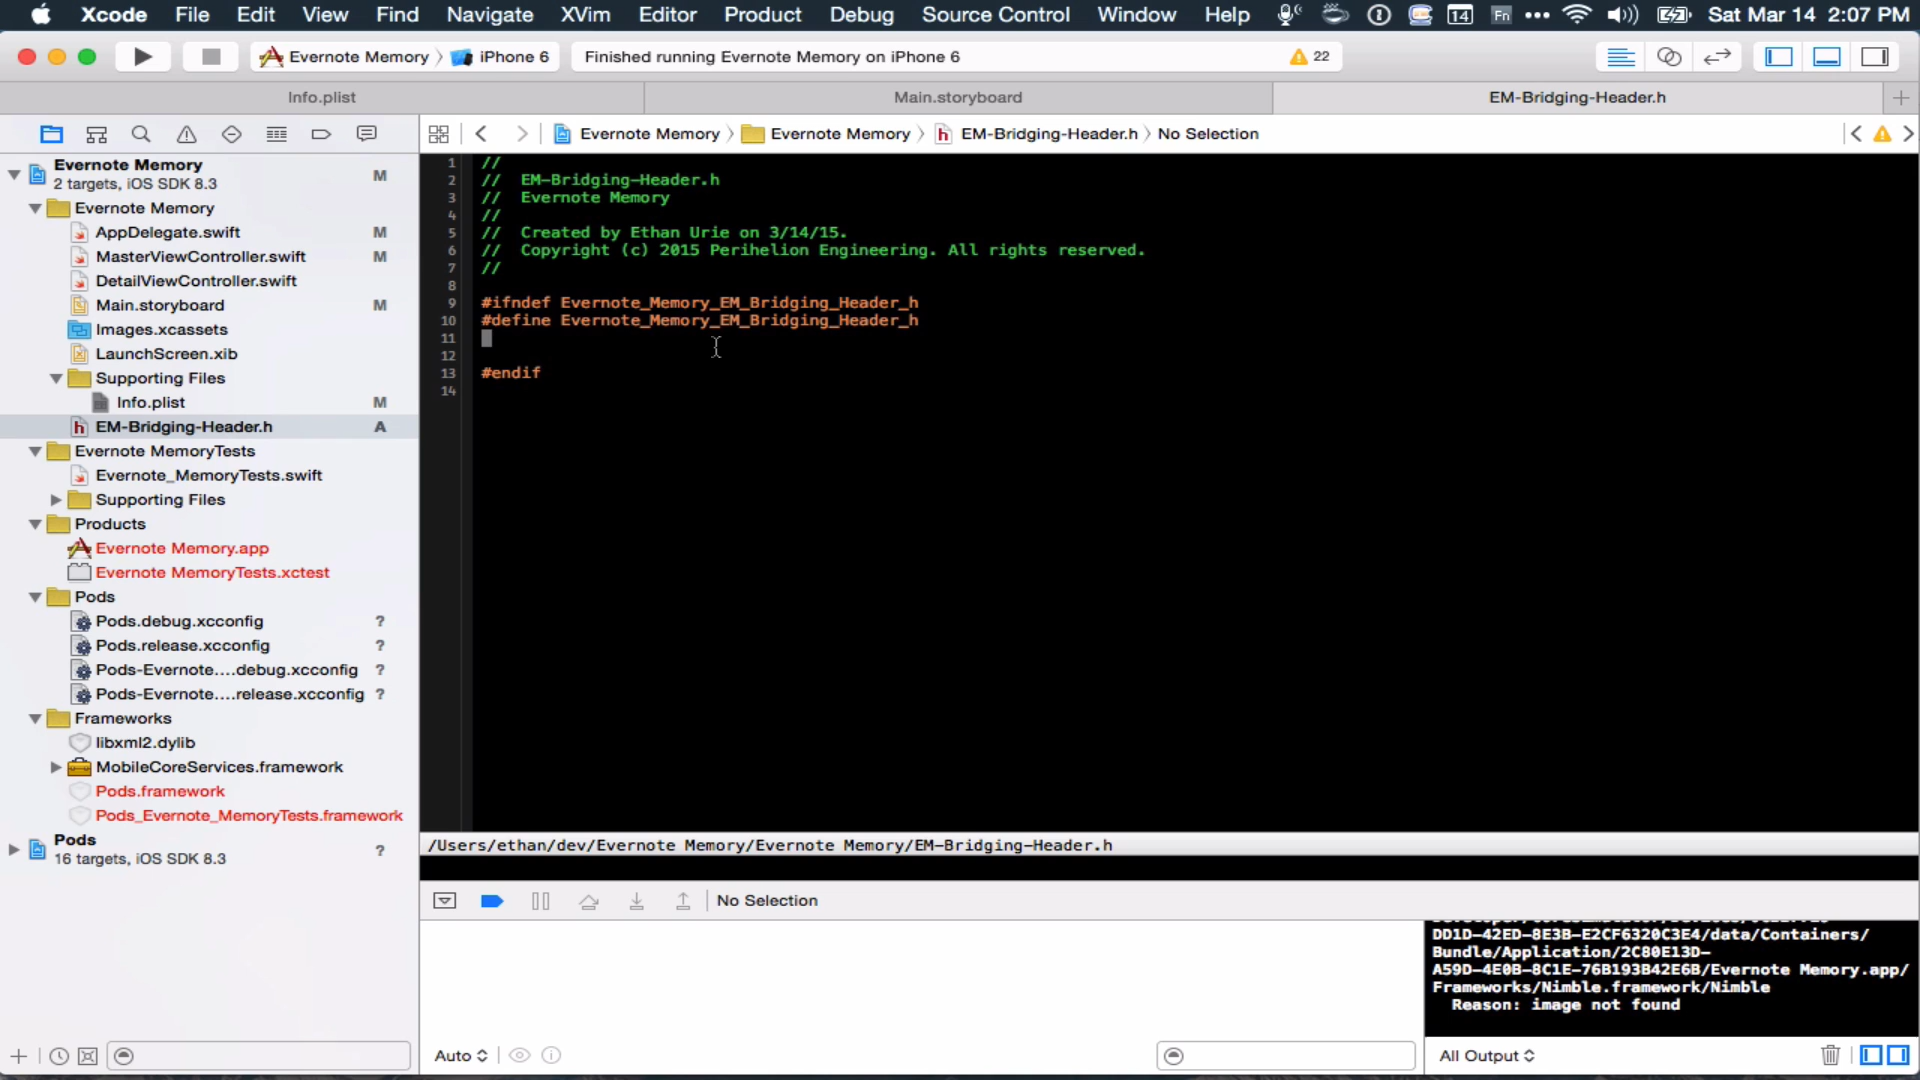 Xcode File Edit View Find Navigate XVim Editor Product Debug Source Control Window Help 14 Fn Sat Mar 14 2:07 PM
Evernote Memory iPhone 6 Finished running Evernote Memory on iPhone 6 22
Info.plist Main.storyboard EM-Bridging-Header.h
Evernote Memory Evernote Memory EM-Bridging-Header.h No Selection
Evernote Memory M
2 targets, iOS SDK 8.3
Evernote Memory
AppDelegate.swift M
MasterViewController.swift M
DetailViewController.swift
Main.storyboard M
Images.xcassets
LaunchScreen.xib
Supporting Files
Info.plist M
EM-Bridging-Header.h A
Evernote MemoryTests
Evernote_MemoryTests.swift
Supporting Files
Products
Evernote Memory.app
Evernote MemoryTests.xctest
Pods
Pods.debug.xcconfig ?
Pods.release.xcconfig ?
Pods-Evernote....debug.xcconfig ?
Pods-Evernote....release.xcconfig ?
Frameworks
libxml2.dylib
MobileCoreServices.framework
Pods.framework
Pods_Evernote_MemoryTests.framework
Pods ?
16 targets, iOS SDK 8.3
1 //
2 // EM-Bridging-Header.h
3 // Evernote Memory
4 //
5 // Created by Ethan Urie on 3/14/15.
6 // Copyright (c) 2015 Perihelion Engineering. All rights reserved.
7 //
8
9 #ifndef Evernote_Memory_EM_Bridging_Header_h
10 #define Evernote_Memory_EM_Bridging_Header_h
11
12
13 #endif
14
/Users/ethan/dev/Evernote Memory/Evernote Memory/EM-Bridging-Header.h
No Selection
DD1D-42ED-8E3B-E2CF6320C3E4/data/Containers/
Bundle/Application/2C80E13D-
A59D-4E0B-8C1E-76B193B42E6B/Evernote Memory.app/
Frameworks/Nimble.framework/Nimble
Reason: image not found
Auto All Output